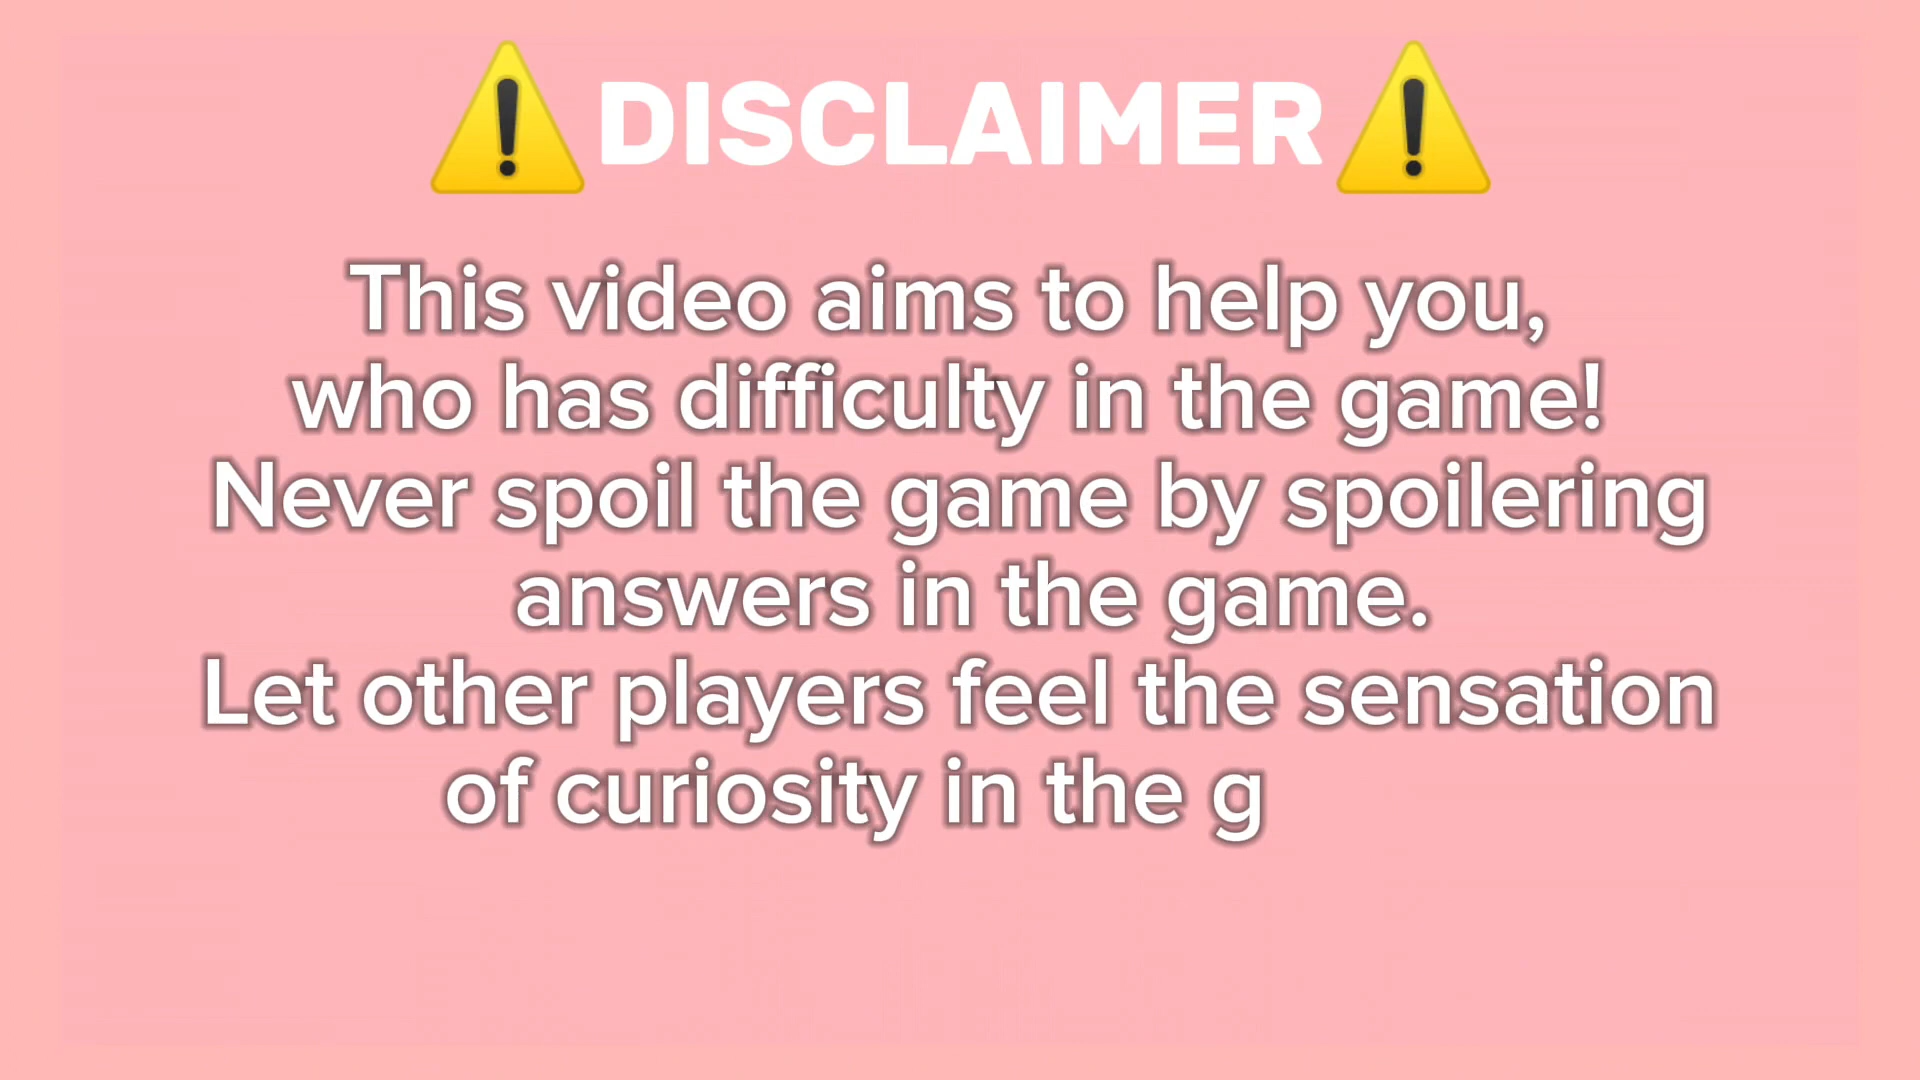 ⚠️DISCLAIMER⚠️
This video aims to help you,
who has difficulty in the game!
Never spoil the game by spoilering
answers in the game.
Let other players feel the sensation
of curiosity in the g